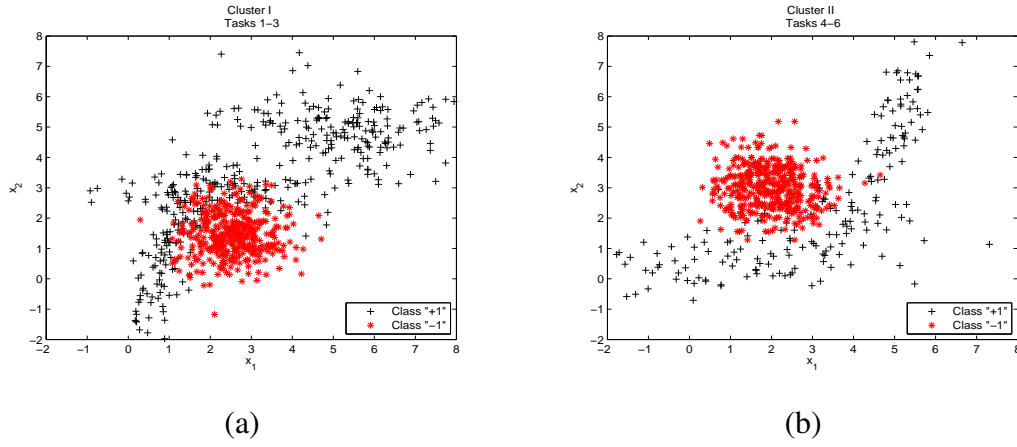 Cluster I
Tasks 1−3
8
7
6
5
4
3
2
1
0
−1
−2
x2
−2 −1 0 1 2 3 4 5 6 7 8
x1
Class "+1"
Class "−1"
(a)
Cluster II
Tasks 4−6
8
7
6
5
4
3
2
1
0
−1
−2
x2
−2 −1 0 1 2 3 4 5 6 7 8
x1
Class "+1"
Class "−1"
(b)